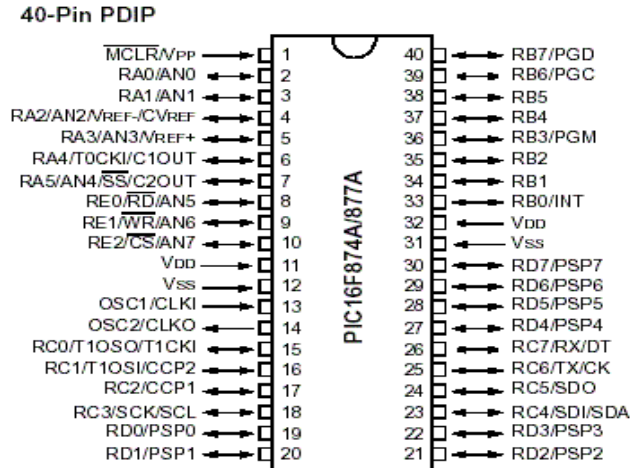 40-Pin PDIP
MCLR/VPP 1 40 RB7/PGD
RA0/AN0 2 39 RB6/PGC
RA1/AN1 3 38 RB5
RA2/AN2/VREF-/CVREF 4 37 RB4
RA3/AN3/VREF+ 5 36 RB3/PGM
RA4/T0CKI/C1OUT 6 35 RB2
RA5/AN4/SS/C2OUT 7 34 RB1
RE0/RD/AN5 8 33 RB0/INT
RE1/WR/AN6 9 32 VDD
RE2/CS/AN7 10 31 VSS
VDD 11 30 RD7/PSP7
VSS 12 29 RD6/PSP6
OSC1/CLKI 13 28 RD5/PSP5
OSC2/CLKO 14 27 RD4/PSP4
RC0/T1OSO/T1CKI 15 26 RC7/RX/DT
RC1/T1OSI/CCP2 16 25 RC6/TX/CK
RC2/CCP1 17 24 RC5/SDO
RC3/SCK/SCL 18 23 RC4/SDI/SDA
RD0/PSP0 19 22 RD3/PSP3
RD1/PSP1 20 21 RD2/PSP2
PIC16F874A/877A